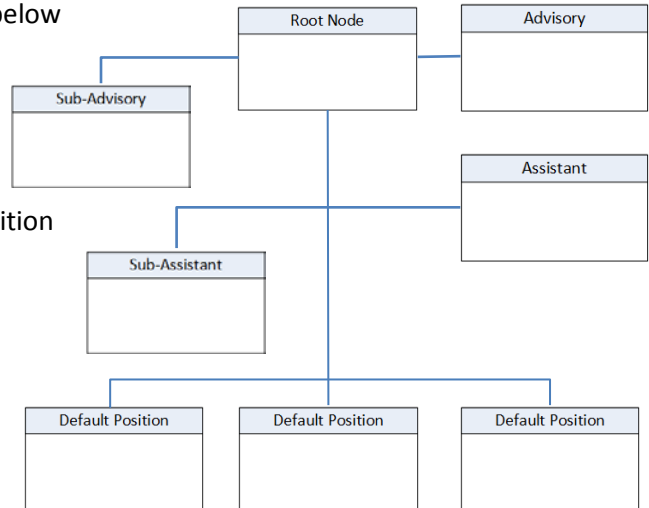 below
Root Node
Advisory
Sub-Advisory
Assistant
ition
Sub-Assistant
Default Position
Default Position
Default Position